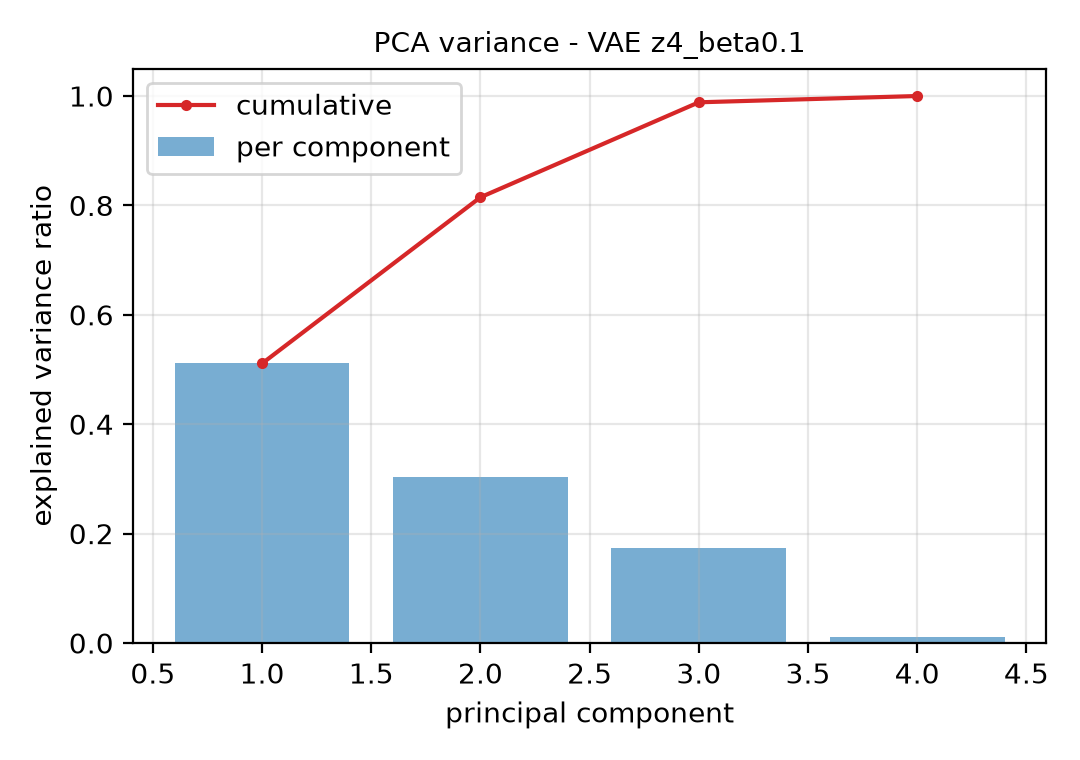 PCA variance - VAE z4_beta0.1
cumulative
per component
explained variance ratio
1.0
0.8
0.6
0.4
0.2
0.0
0.5 1.0 1.5 2.0 2.5 3.0 3.5 4.0 4.5
principal component